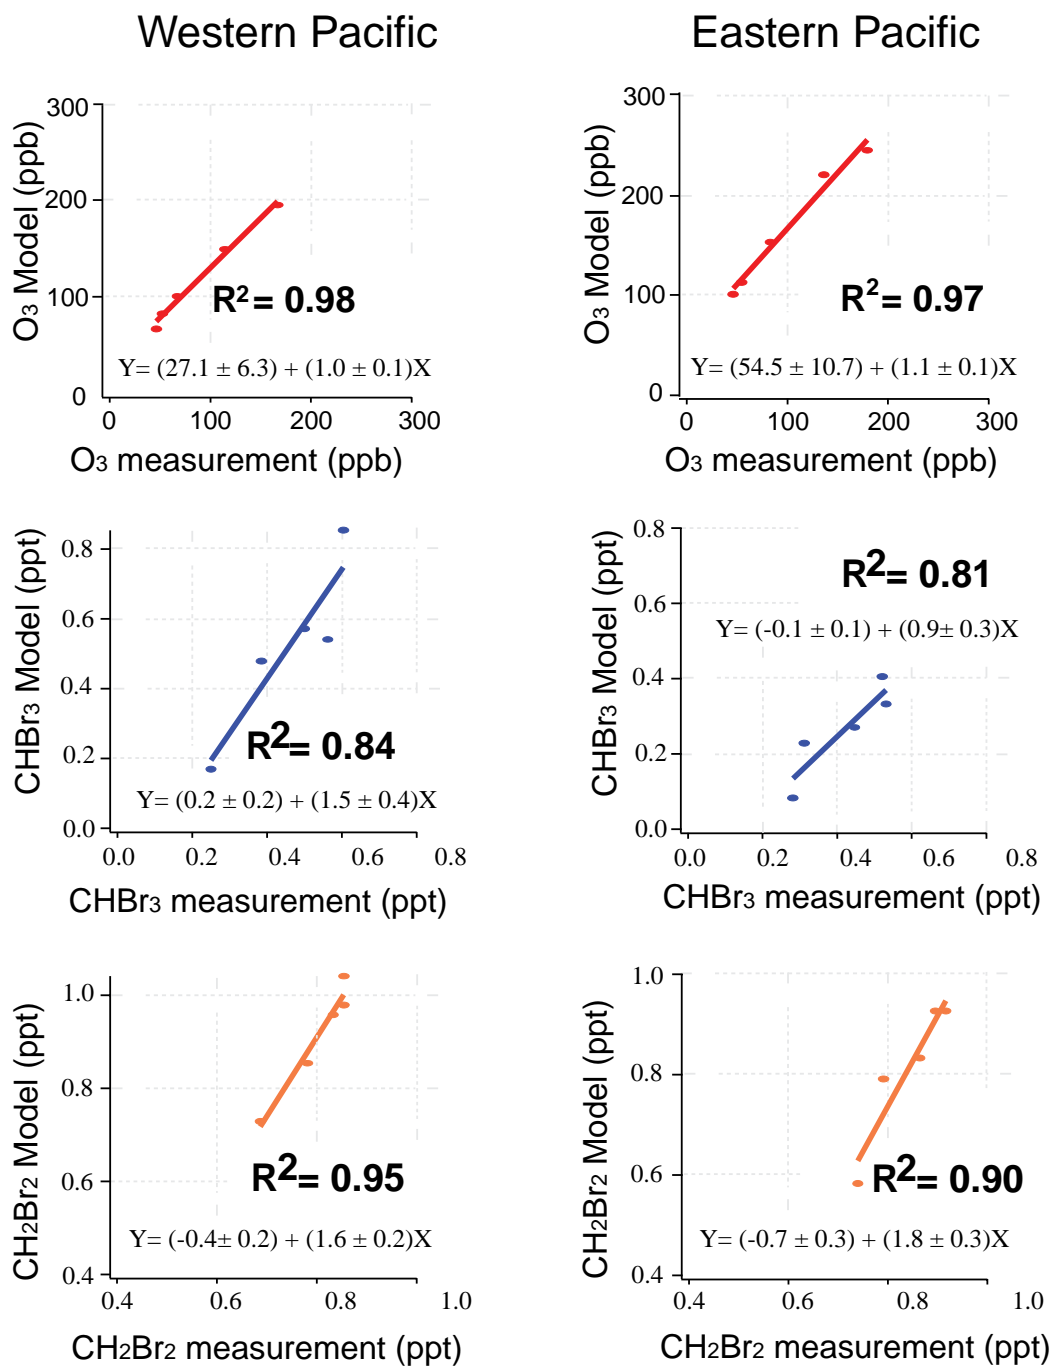 Western Pacific
Eastern Pacific
O3 Model (ppb)
300
200
100
0
R2= 0.98
Y= (27.1 ± 6.3) + (1.0 ± 0.1)X
0 100 200 300
O3 measurement (ppb)
O3 Model (ppb)
300
200
100
0
R2= 0.97
Y= (54.5 ± 10.7) + (1.1 ± 0.1)X
0 100 200 300
O3 measurement (ppb)
CHBr3 Model (ppt)
0.8
0.6
0.4
0.2
0.0
R2= 0.84
Y= (0.2 ± 0.2) + (1.5 ± 0.4)X
0.0 0.2 0.4 0.6 0.8
CHBr3 measurement (ppt)
CHBr3 Model (ppt)
0.8
0.6
0.4
0.2
0.0
R2= 0.81
Y= (-0.1 ± 0.1) + (0.9± 0.3)X
0.0 0.2 0.4 0.6 0.8
CHBr3 measurement (ppt)
CH2Br2 Model (ppt)
1.0
0.8
0.6
0.4
R2= 0.95
Y= (-0.4± 0.2) + (1.6 ± 0.2)X
0.4 0.6 0.8 1.0
CH2Br2 measurement (ppt)
CH2Br2 Model (ppt)
1.0
0.8
0.6
0.4
R2= 0.90
Y= (-0.7 ± 0.3) + (1.8 ± 0.3)X
0.4 0.6 0.8 1.0
CH2Br2 measurement (ppt)